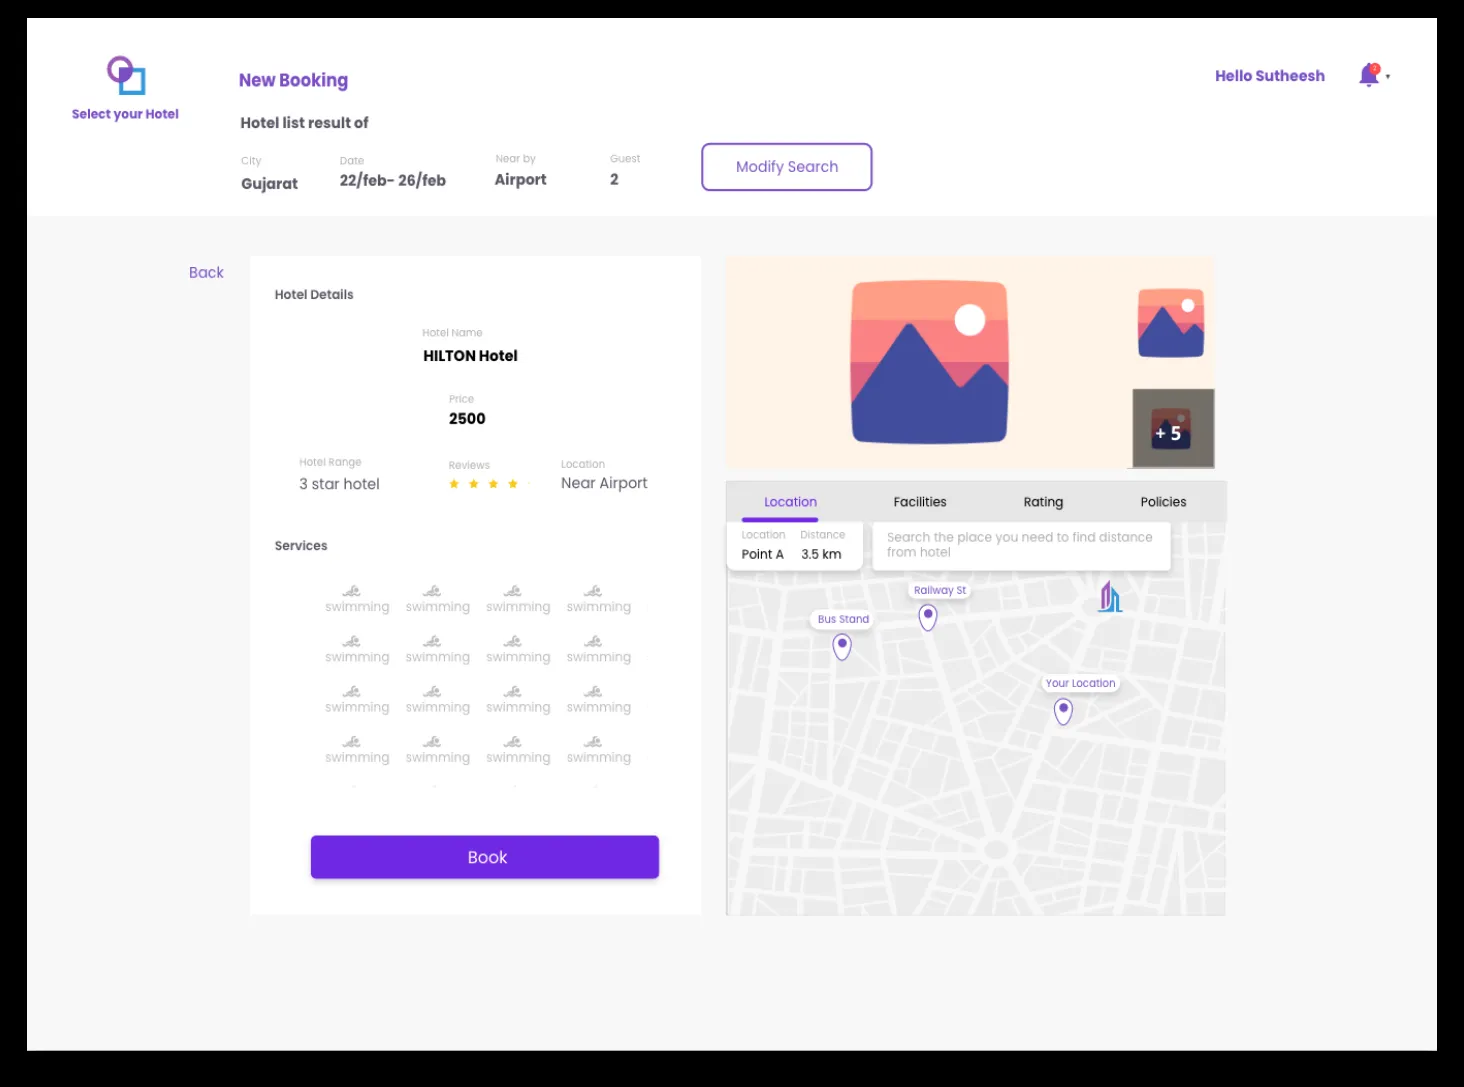 Select your Hotel
New Booking
Hello Sutheesh
Hotel list result of
City
Gujarat
Date
22/feb- 26/feb
Near by
Airport
Guest
2
Modify Search
Back
Hotel Details
Hotel Name
HILTON Hotel
Price
2500
Hotel Range
3 star hotel
Reviews
Location
Near Airport
Services
swimming swimming swimming swimming
swimming swimming swimming swimming
swimming swimming swimming swimming
swimming swimming swimming swimming
Book
+ 5
Location Facilities Rating Policies
Location Distance
Point A 3.5 km
Search the place you need to find distance
from hotel
Railway St
Bus Stand
Your Location